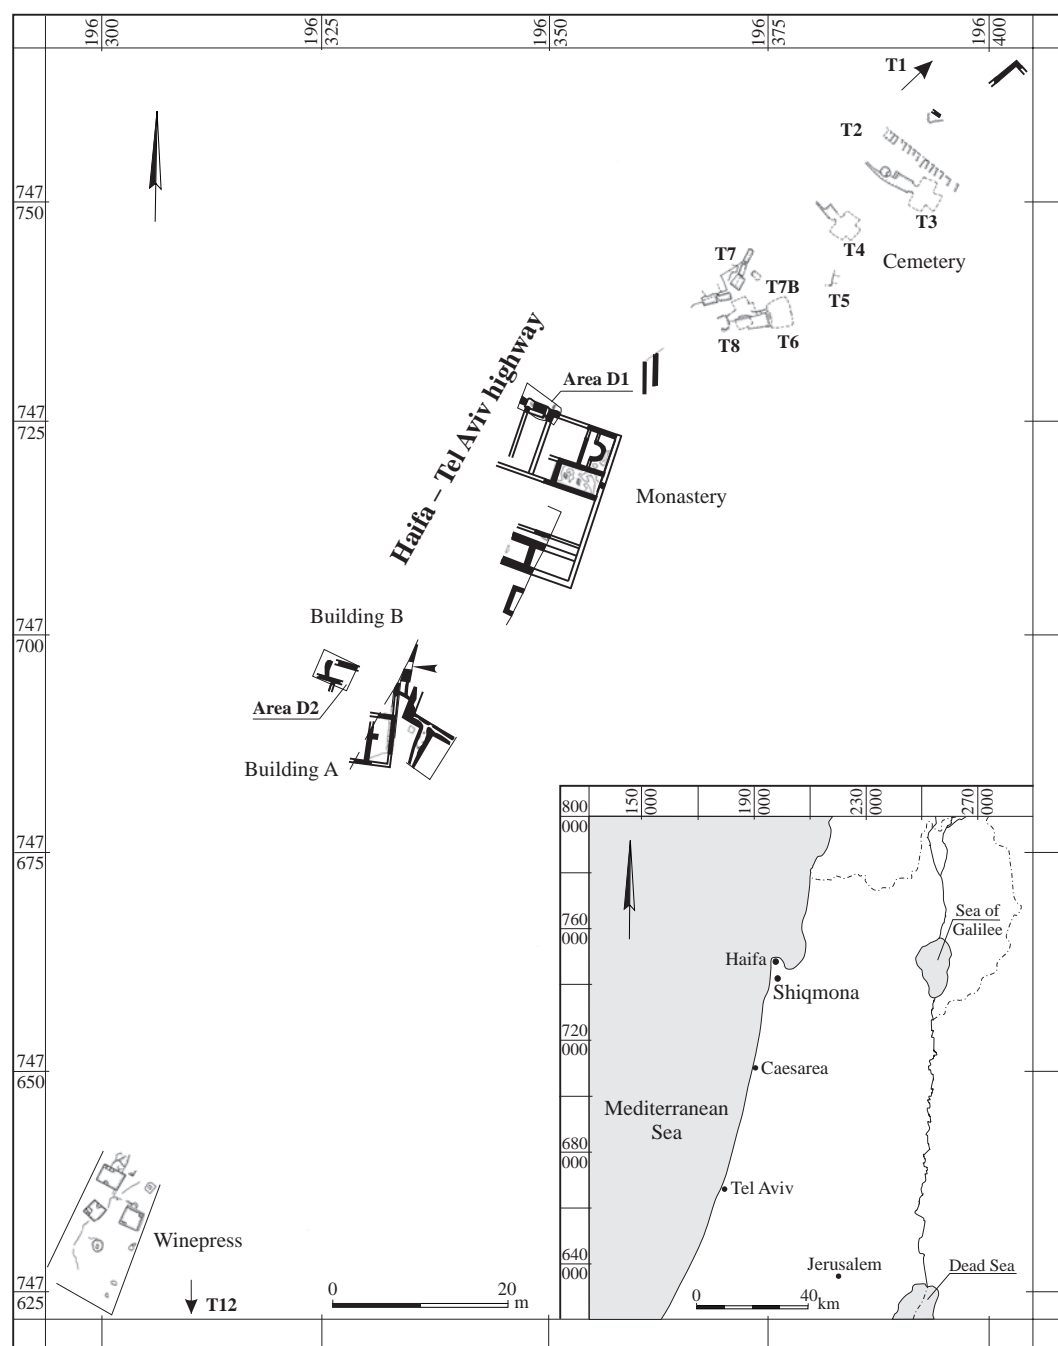 196
300
196
325
196
350
196
375
196
400
T1
T2
747
750
T3
T4
Cemetery
T7
T7B
T5
T8
T6
Haifa – Tel Aviv highway
Area D1
747
725
Monastery
Building B
747
700
Area D2
Building A
747
675
747
650
Winepress
T12
747
625
0
20
m
150
000
190
000
230
000
270
000
800
000
760
000
720
000
680
000
640
000
Sea of
Galilee
Haifa
Shiqmona
Caesarea
Mediterranean
Sea
Tel Aviv
Jerusalem
Dead Sea
0
40
km